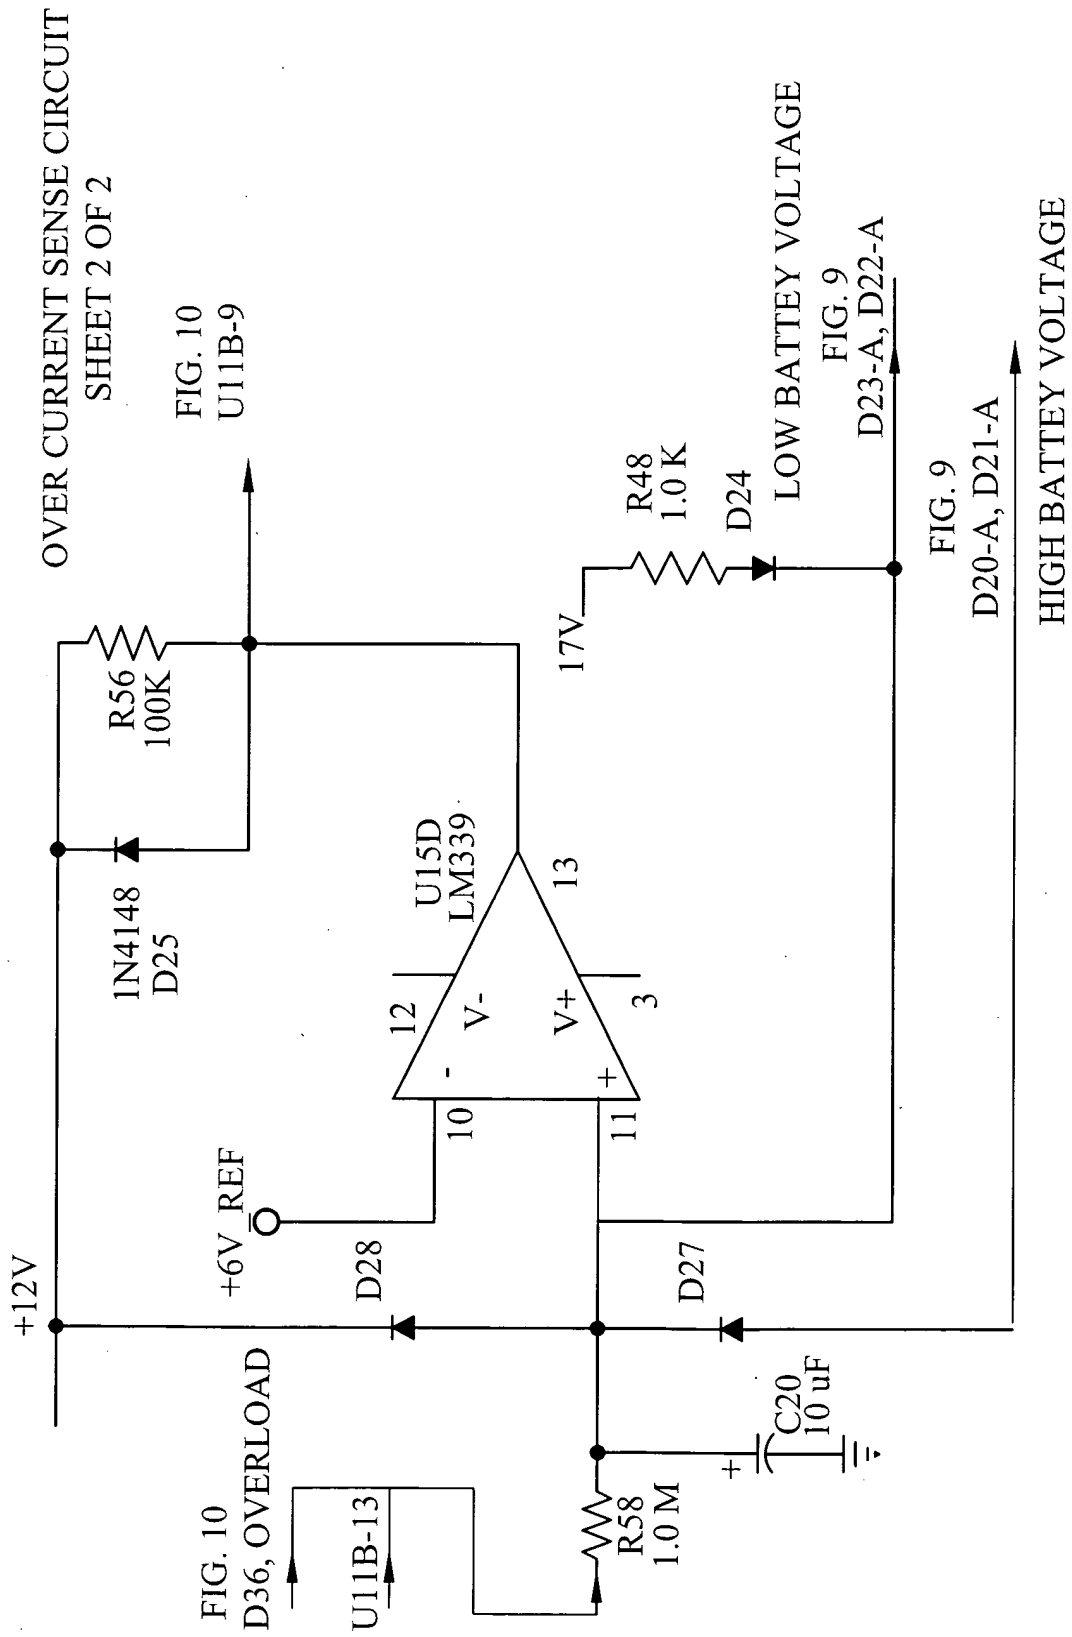 OVER CURRENT SENSE CIRCUIT
SHEET 2 OF 2
+12V
1N4148
D25
R56
100K
FIG. 10
U11B-9
FIG. 10
D36, OVERLOAD
U11B-13
+6V_REF
D28
12
V-
U15D
LM339
10
-
+
11
V+
3
13
17V
R48
1.0 K
D24
R58
1.0 M
+
C20
10 uF
D27
LOW BATTEY VOLTAGE
FIG. 9
D23-A, D22-A
FIG. 9
D20-A, D21-A
HIGH BATTEY VOLTAGE